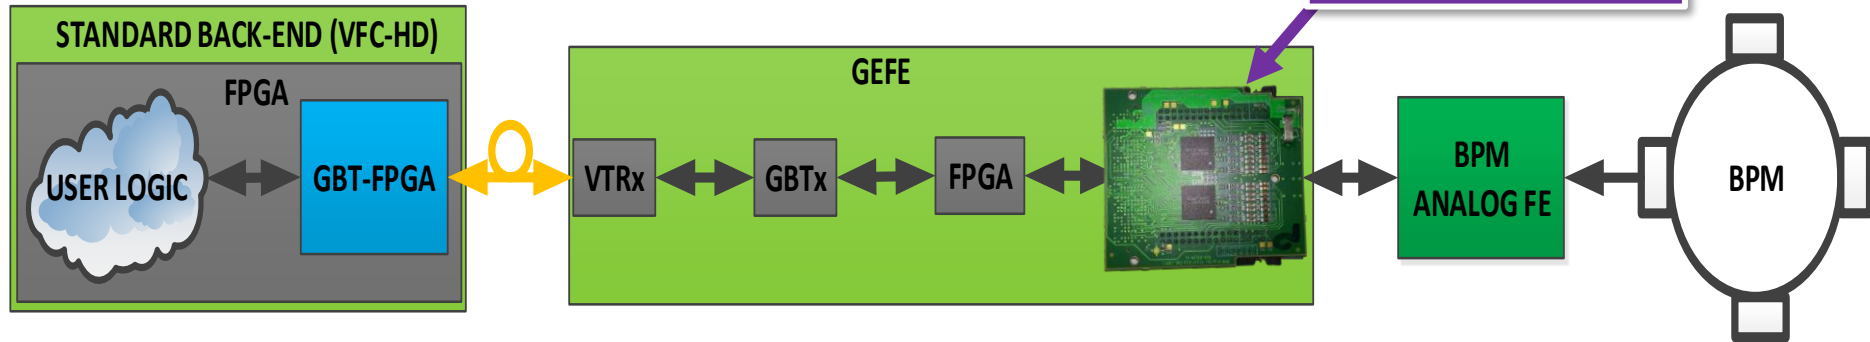 STANDARD BACK-END (VFC-HD)
FPGA
USER LOGIC
GBT-FPGA
GEFE
VTRx
GBTx
FPGA
BPM
ANALOG FE
BPM